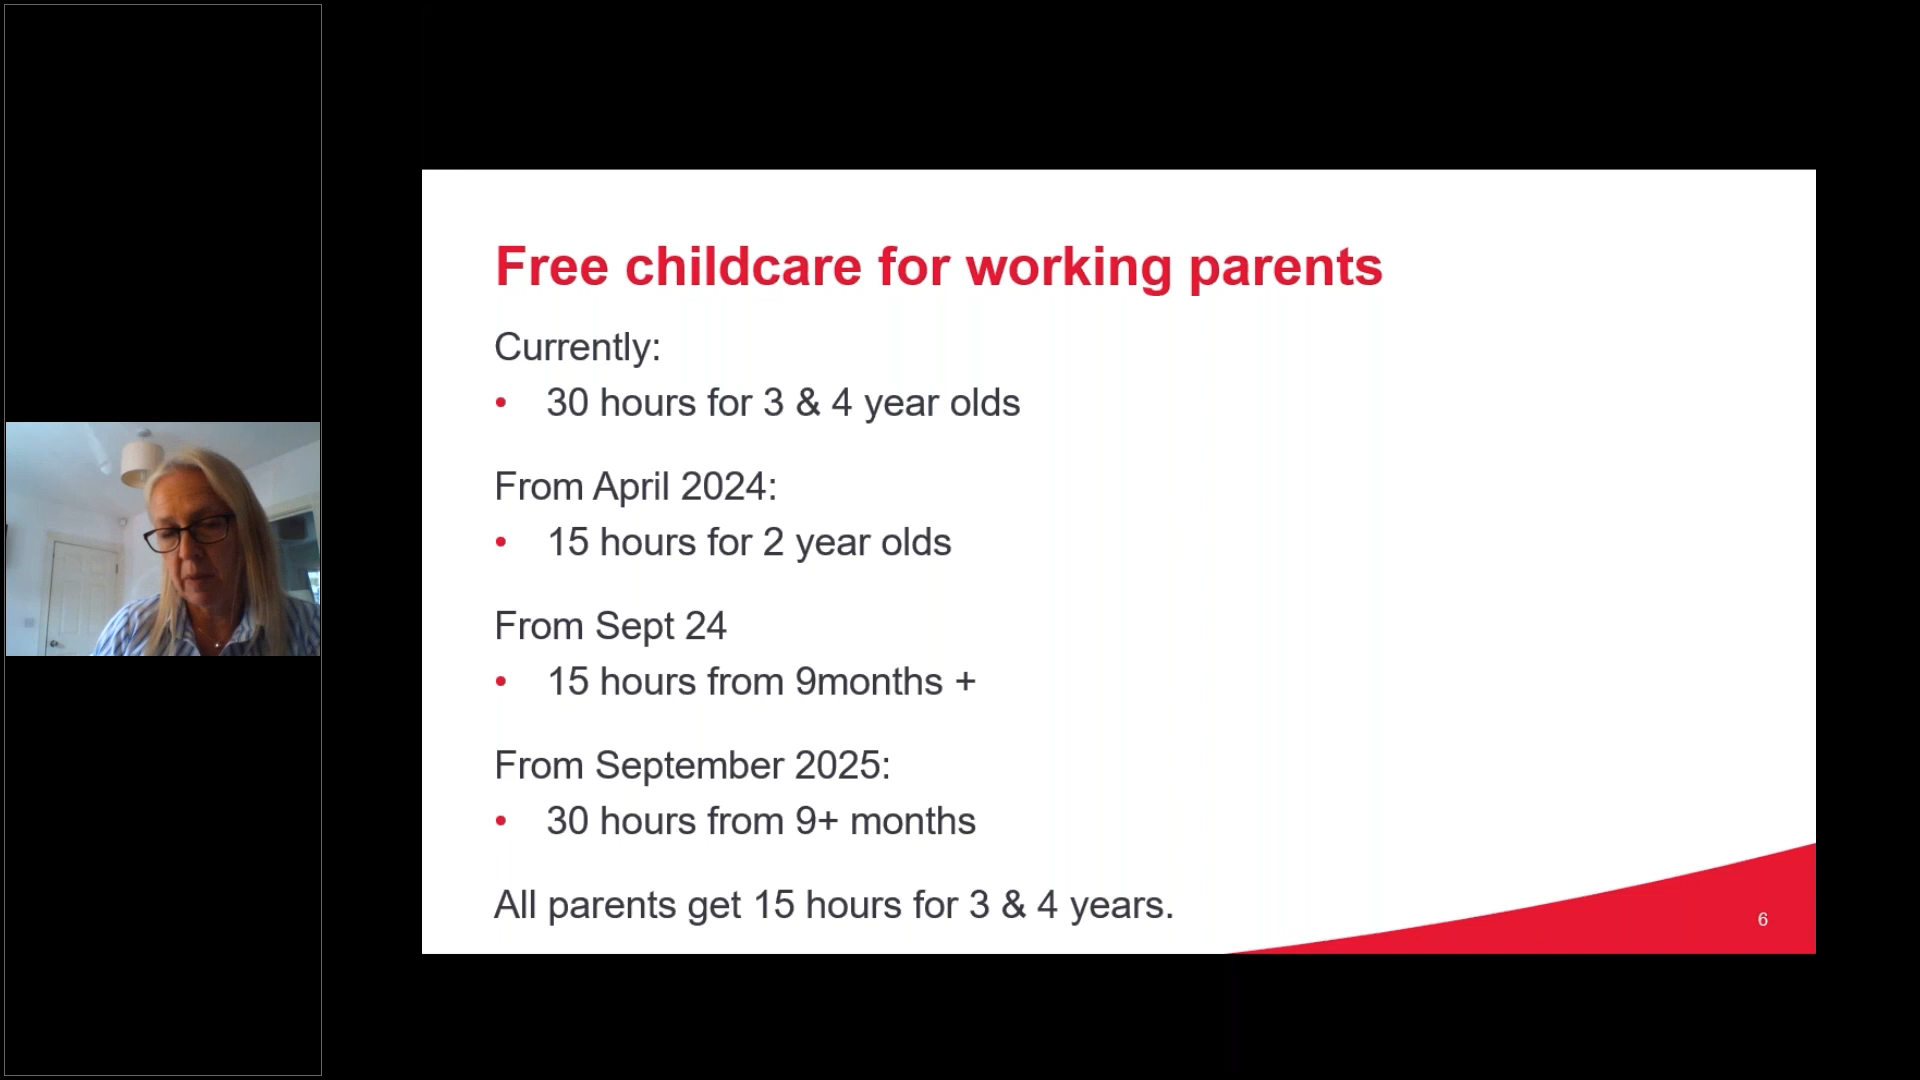 Free childcare for working parents
Currently:
• 30 hours for 3 & 4 year olds
From April 2024:
• 15 hours for 2 year olds
From Sept 24
• 15 hours from 9months +
From September 2025:
• 30 hours from 9+ months
All parents get 15 hours for 3 & 4 years.
6